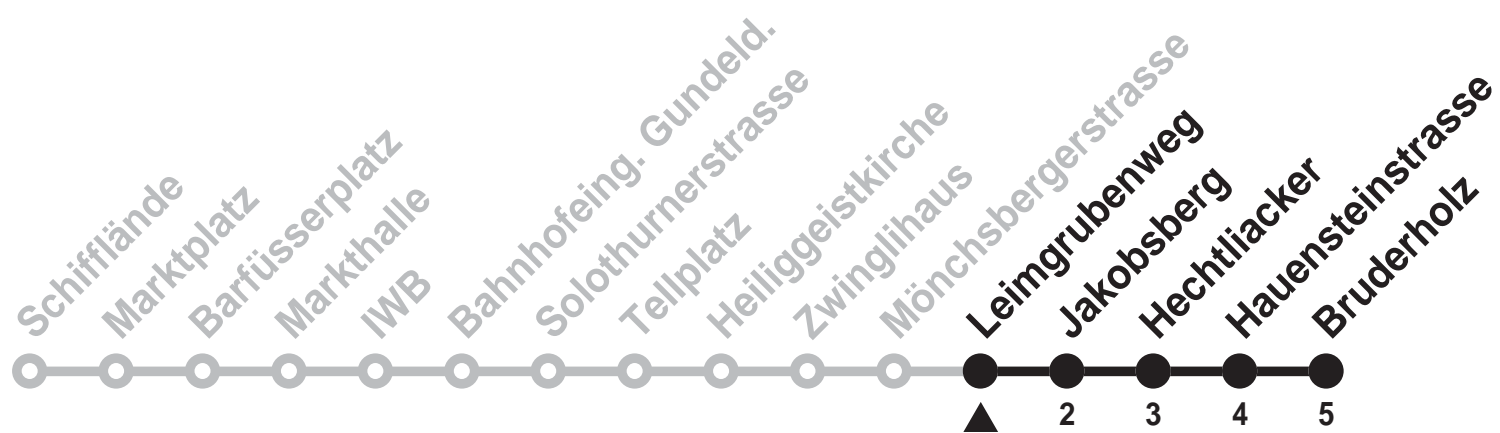 Schifflände
Marktplatz
Barfüsserplatz
Markthalle
IWB
Bahnhofeing. Gundeld.
Solothurnerstrasse
Tellplatz
Heiliggeistkirche
Zwinglihaus
Mönchsbergerstrasse
Leimgrubenweg
Jakobsberg
Hechtliacker
Hauensteinstrasse
Bruderholz
2 3 4 5